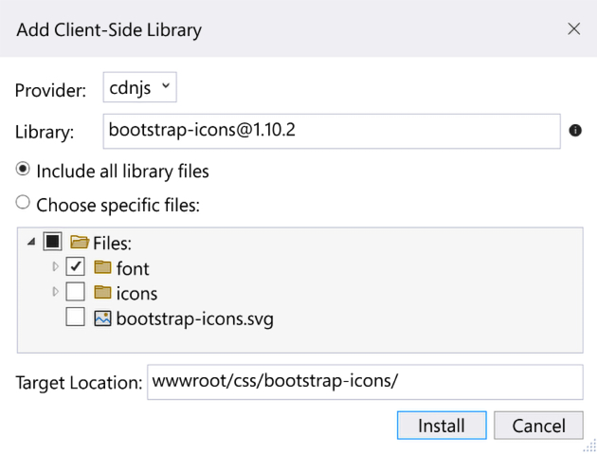 Add Client-Side Library
Provider: cdnjs
Library: bootstrap-icons@1.10.2
Include all library files
Choose specific files:
Files:
font
icons
bootstrap-icons.svg
Target Location: wwwroot/css/bootstrap-icons/
Install Cancel